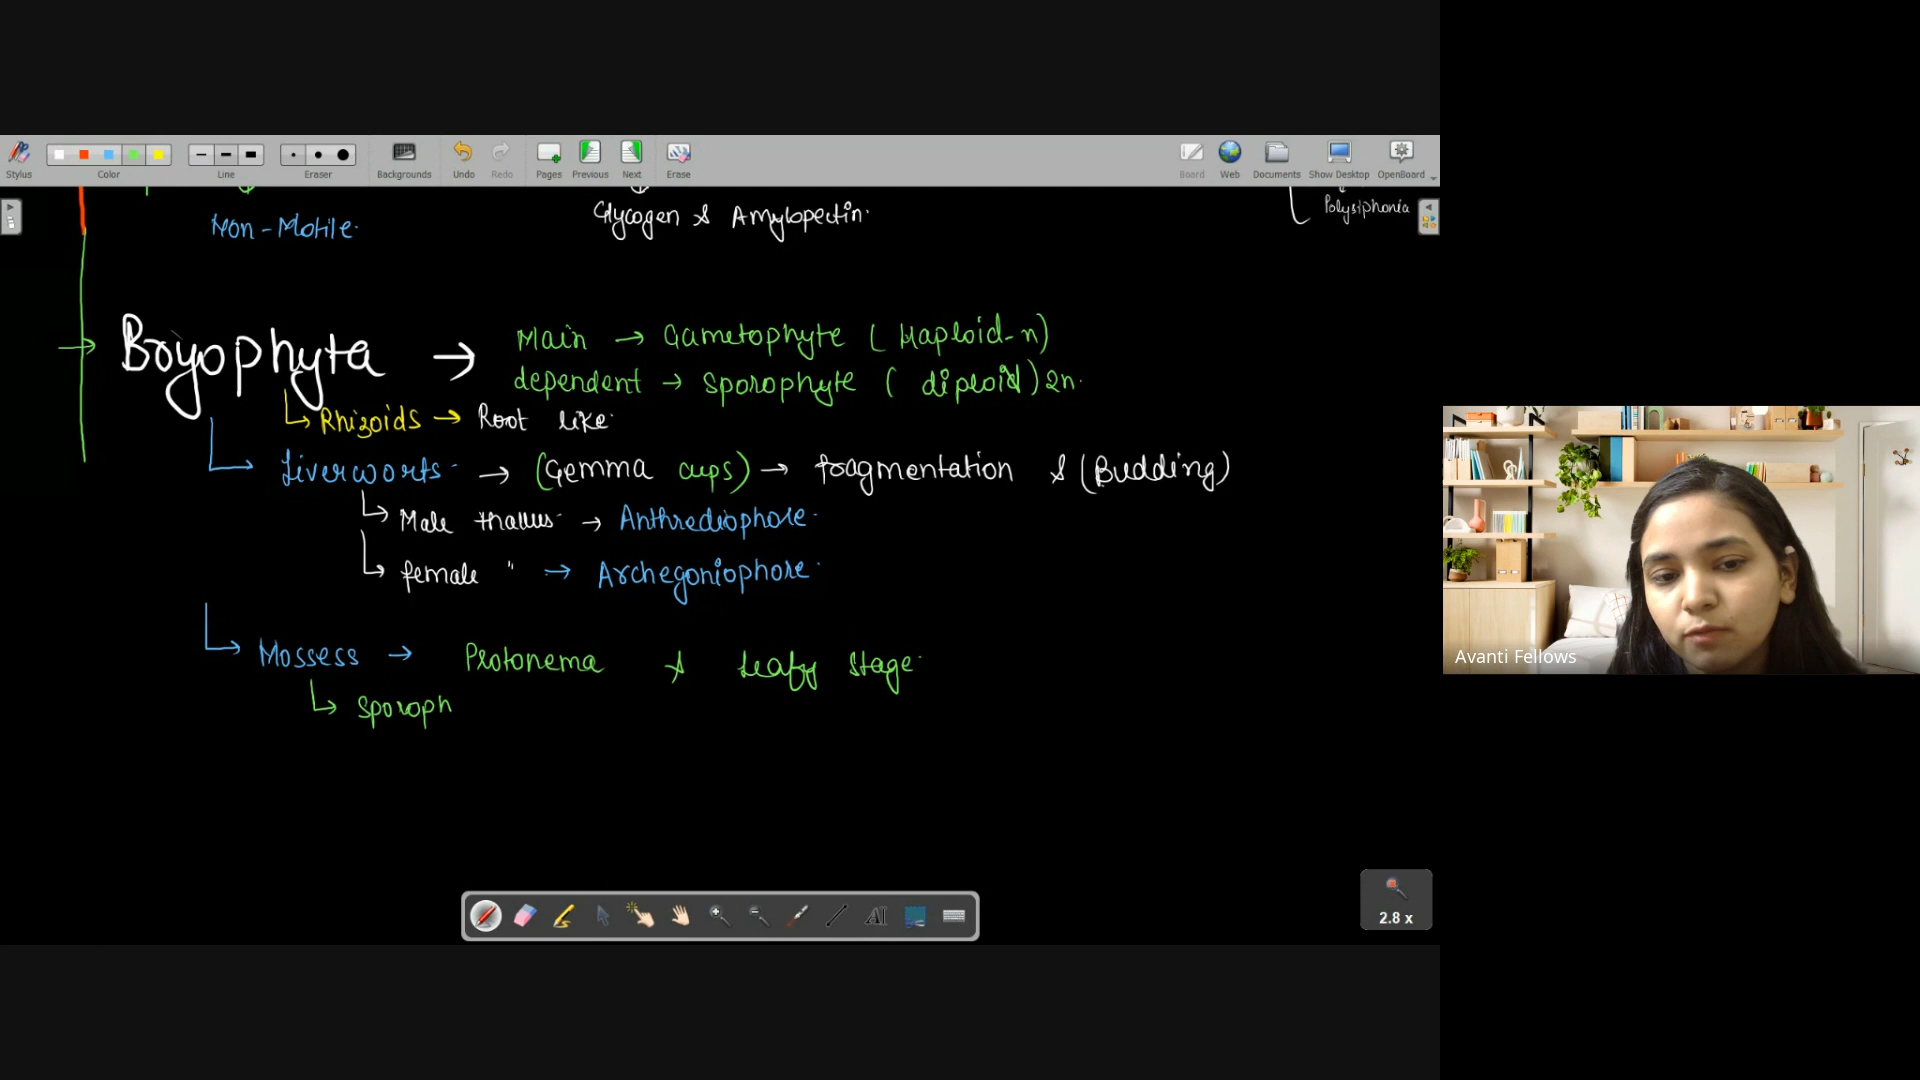 Stylus Color Line Eraser Backgrounds Undo Redo Pages Previous Next Erase Board Web Documents Show Desktop OpenBoard
Non-Motile.
Glycogen & Amylopectin.
Polysiphonia
→ Boyophyta → Main → Gametophyte ( Haploid-n)
dependent → Sporophyte ( diploid) 2n.
Rhizoids → Root like.
Liverworts. → (Gemma cups) → fragmentation & (Budding)
Male thallus. → Anthrediophore.
female " → Archegoniophore.
Mossess → Protonema & Leafy Stage.
Sporoph
Avanti Fellows
2.8 x